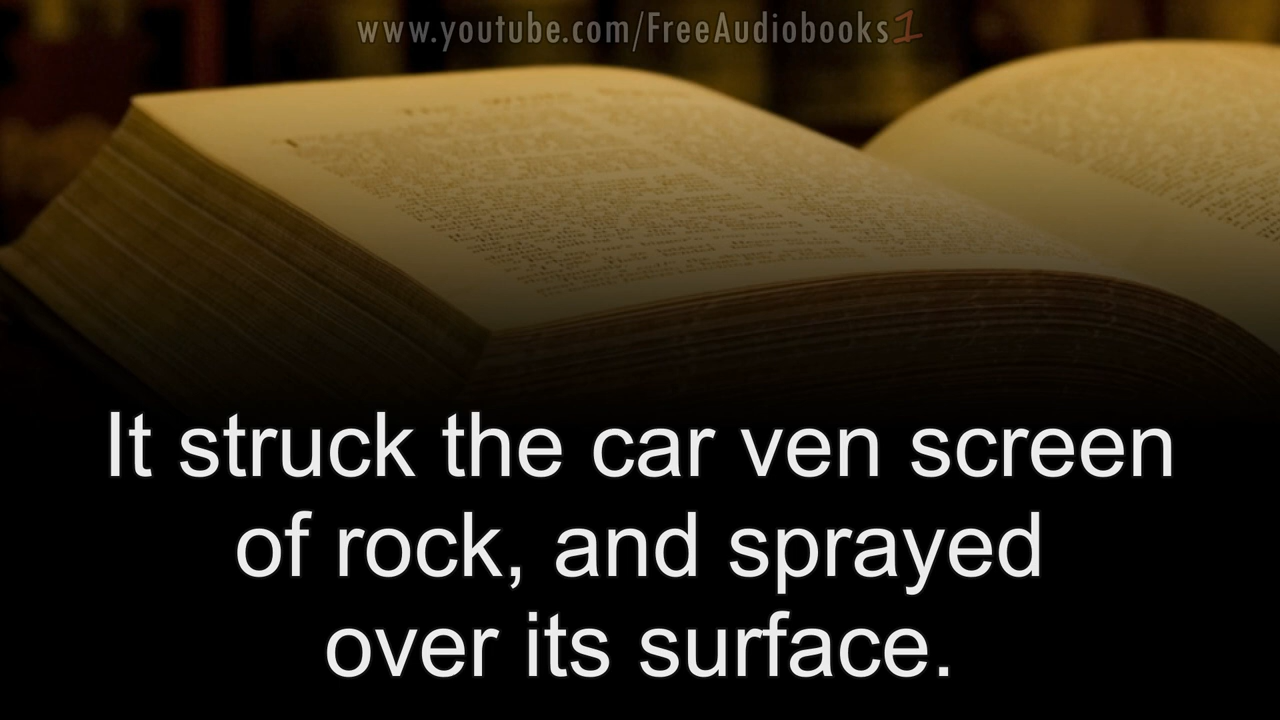 www.youtube.com/FreeAudiobooks1
It struck the car ven screen
of rock, and sprayed
over its surface.